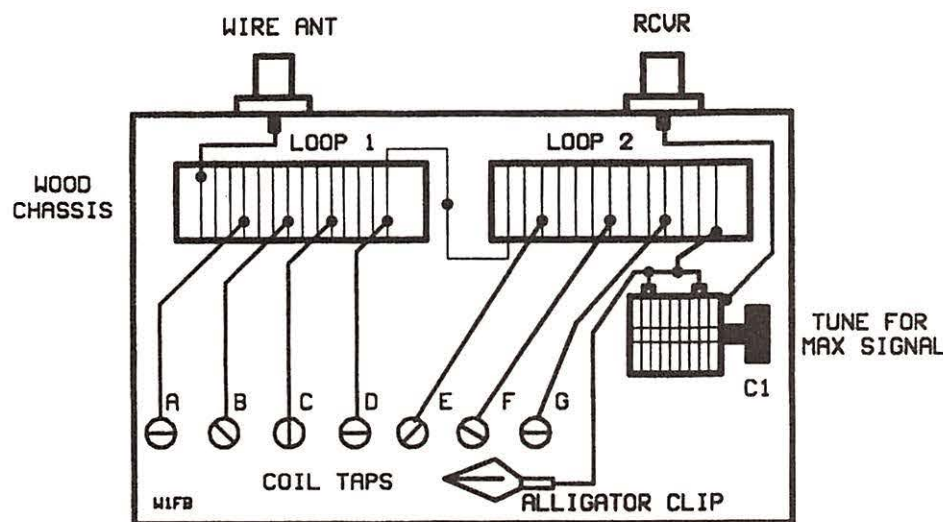 WIRE ANT
RCVR
LOOP 1
LOOP 2
WOOD
CHASSIS
TUNE FOR
MAX SIGNAL
C1
A
B
C
D
E
F
G
COIL TAPS
ALLIGATOR CLIP
W1FB